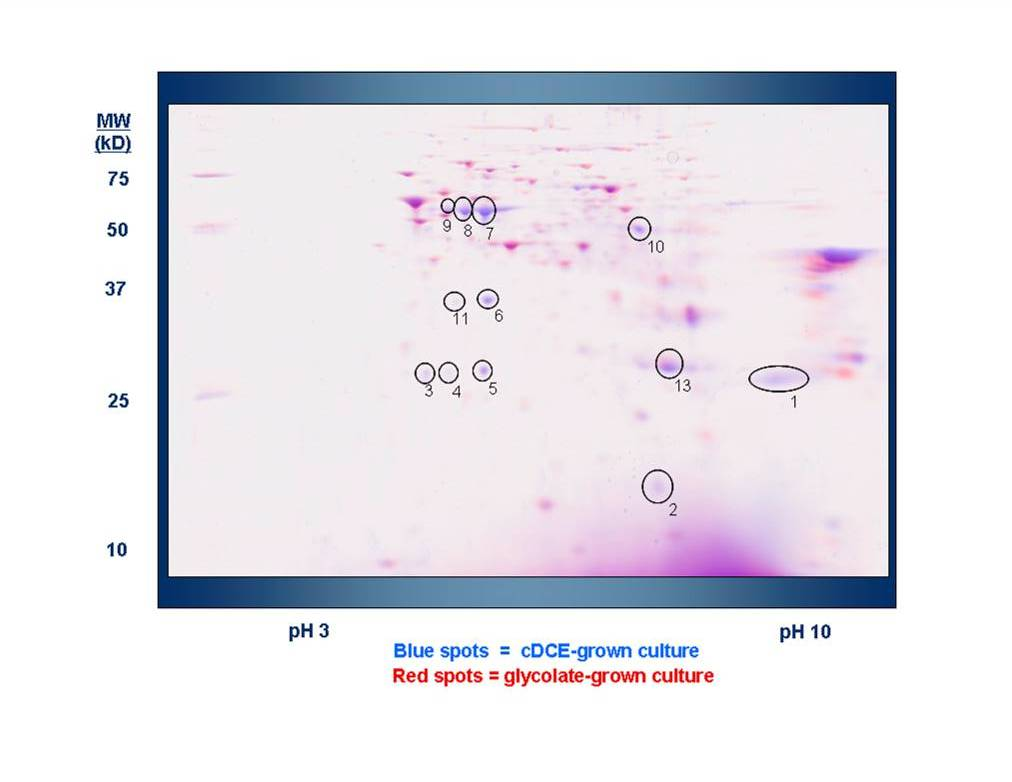 MW
(kD)
75
50
37
25
10
9 8 7
10
11 6
3 4 5
13
1
2
pH 3 pH 10
Blue spots = cDCE-grown culture
Red spots = glycolate-grown culture